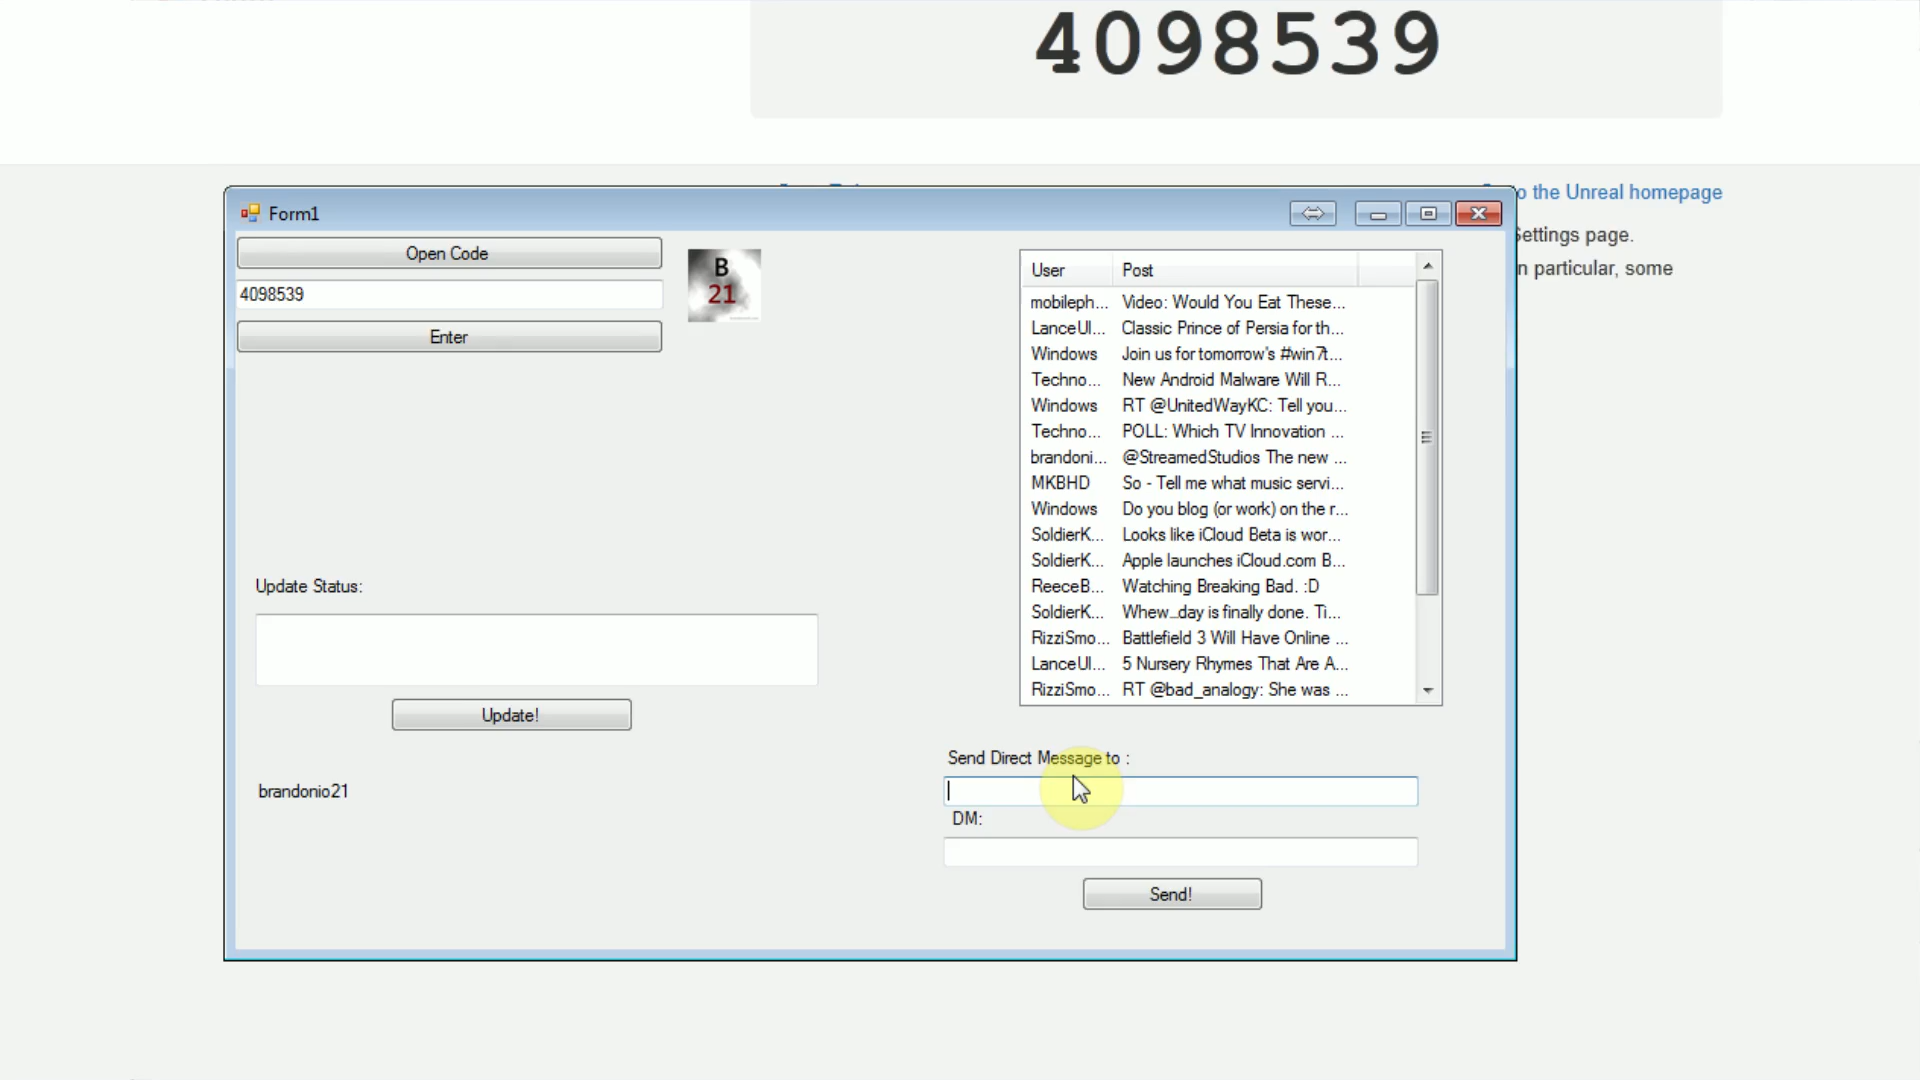 4098539
o the Unreal homepage
Settings page.
n particular, some
Form1
Open Code
4098539
Enter
B
21
User Post
mobileph... Video: Would You Eat These...
LanceUl... Classic Prince of Persia for th...
Windows Join us for tomorrow's #win7t...
Techno... New Android Malware Will R...
Windows RT @UnitedWayKC: Tell you...
Techno... POLL: Which TV Innovation ...
brandoni... @StreamedStudios The new ...
MKBHD So - Tell me what music servi...
Windows Do you blog (or work) on the r...
SoldierK... Looks like iCloud Beta is wor...
SoldierK... Apple launches iCloud.com B...
ReeceB... Watching Breaking Bad. :D
SoldierK... Whew...day is finally done. Ti...
RizziSmo... Battlefield 3 Will Have Online ...
LanceUl... 5 Nursery Rhymes That Are A...
RizziSmo... RT @bad_analogy: She was ...
Update Status:
Update!
brandonio21
Send Direct Message to :
DM:
Send!